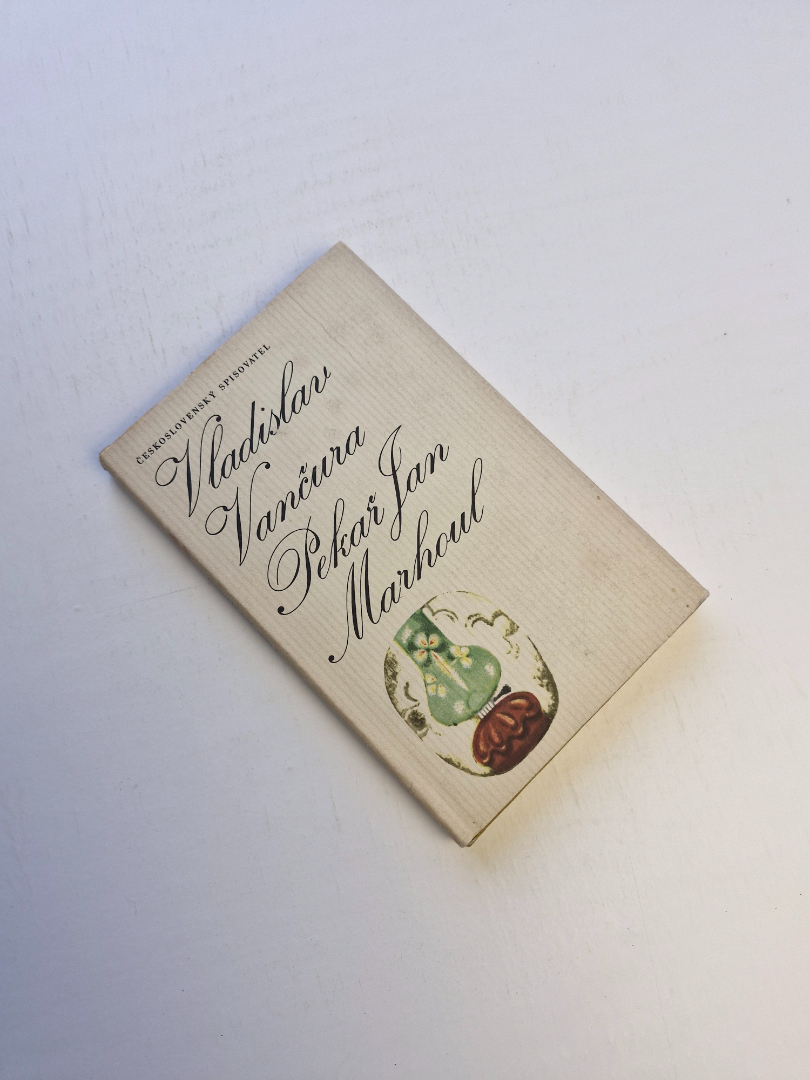 ČESKOSLOVENSKÝ SPISOVATEL
Vladislav
Vančura
Pekař Jan
Marhoul